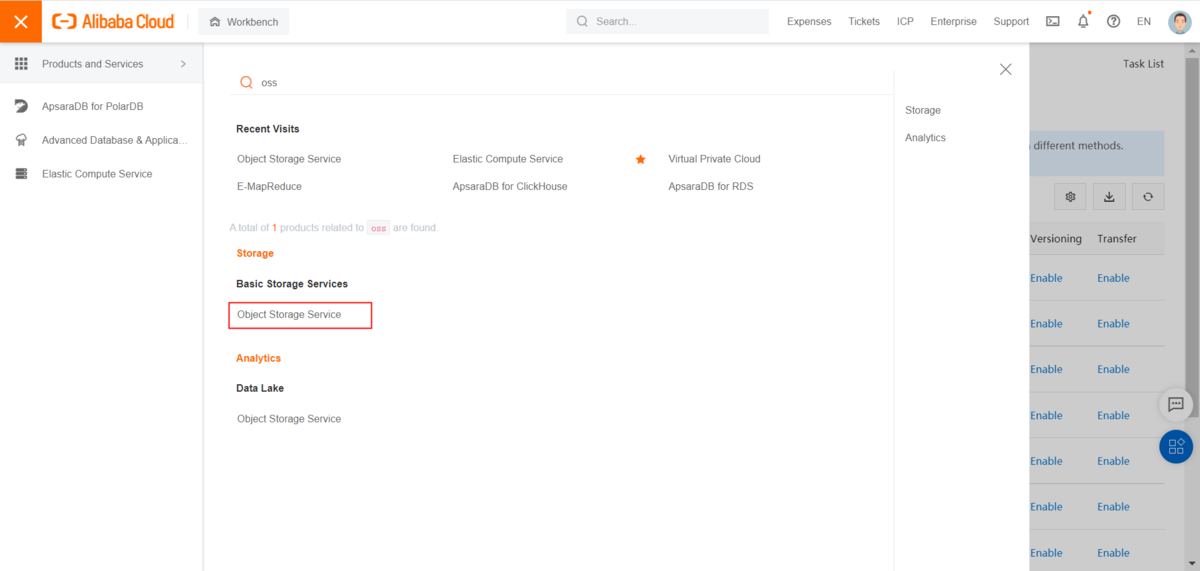 Alibaba Cloud
Workbench
Search...
Expenses
Tickets
ICP
Enterprise
Support
EN
Products and Services
ApsaraDB for PolarDB
Advanced Database & Applica...
Elastic Compute Service
oss
Recent Visits
Object Storage Service
Elastic Compute Service
Virtual Private Cloud
E-MapReduce
ApsaraDB for ClickHouse
ApsaraDB for RDS
A total of 1 products related to oss are found.
Storage
Basic Storage Services
Object Storage Service
Analytics
Data Lake
Object Storage Service
Storage
Analytics
Task List
different methods.
Versioning Transfer
Enable Enable
Enable Enable
Enable Enable
Enable Enable
Enable Enable
Enable Enable
Enable Enable